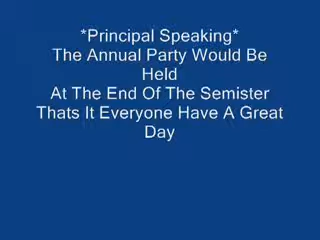 *Principal Speaking*
The Annual Party Would Be
Held
At The End Of The Semister
Thats It Everyone Have A Great
Day